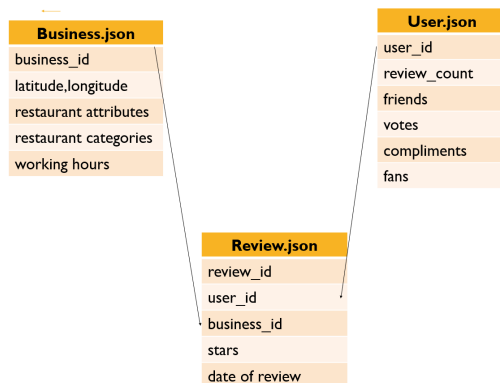 Business.json
business_id
latitude,longitude
restaurant attributes
restaurant categories
working hours
User.json
user_id
review_count
friends
votes
compliments
fans
Review.json
review_id
user_id
business_id
stars
date of review